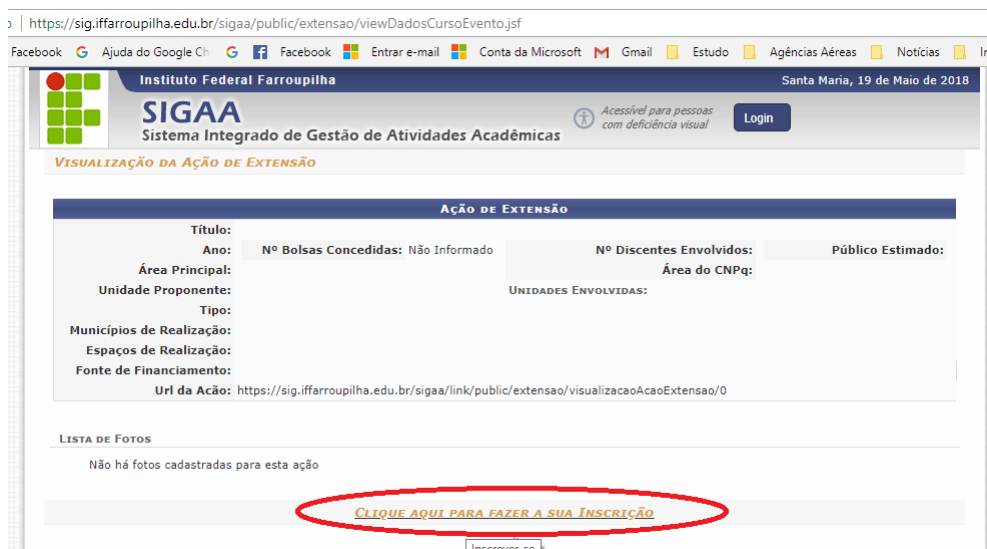 https://sig.iffarroupilha.edu.br/sigaa/public/extensao/viewDadosCursoEvento.jsf
Facebook G Ajuda do Google Ch G Facebook Entrar e-mail Conta da Microsoft Gmail Estudo Agências Aéreas Notícias
Instituto Federal Farroupilha Santa Maria, 19 de Maio de 2018
SIGAA
Sistema Integrado de Gestão de Atividades Acadêmicas
Acessível para pessoas
com deficiência visual
Login
Visualização da Ação de Extensão
Ação de Extensão
Título:
Ano: Nº Bolsas Concedidas: Não Informado Nº Discentes Envolvidos: Público Estimado:
Área Principal: Área do CNPq:
Unidade Proponente: Unidades Envolvidas:
Tipo:
Municípios de Realização:
Espaços de Realização:
Fonte de Financiamento:
Url da Acão: https://sig.iffarroupilha.edu.br/sigaa/link/public/extensao/visualizacaoAcaoExtensao/0
Lista de Fotos
Não há fotos cadastradas para esta ação
Clique aqui para fazer a sua Inscrição
Inscrever-se